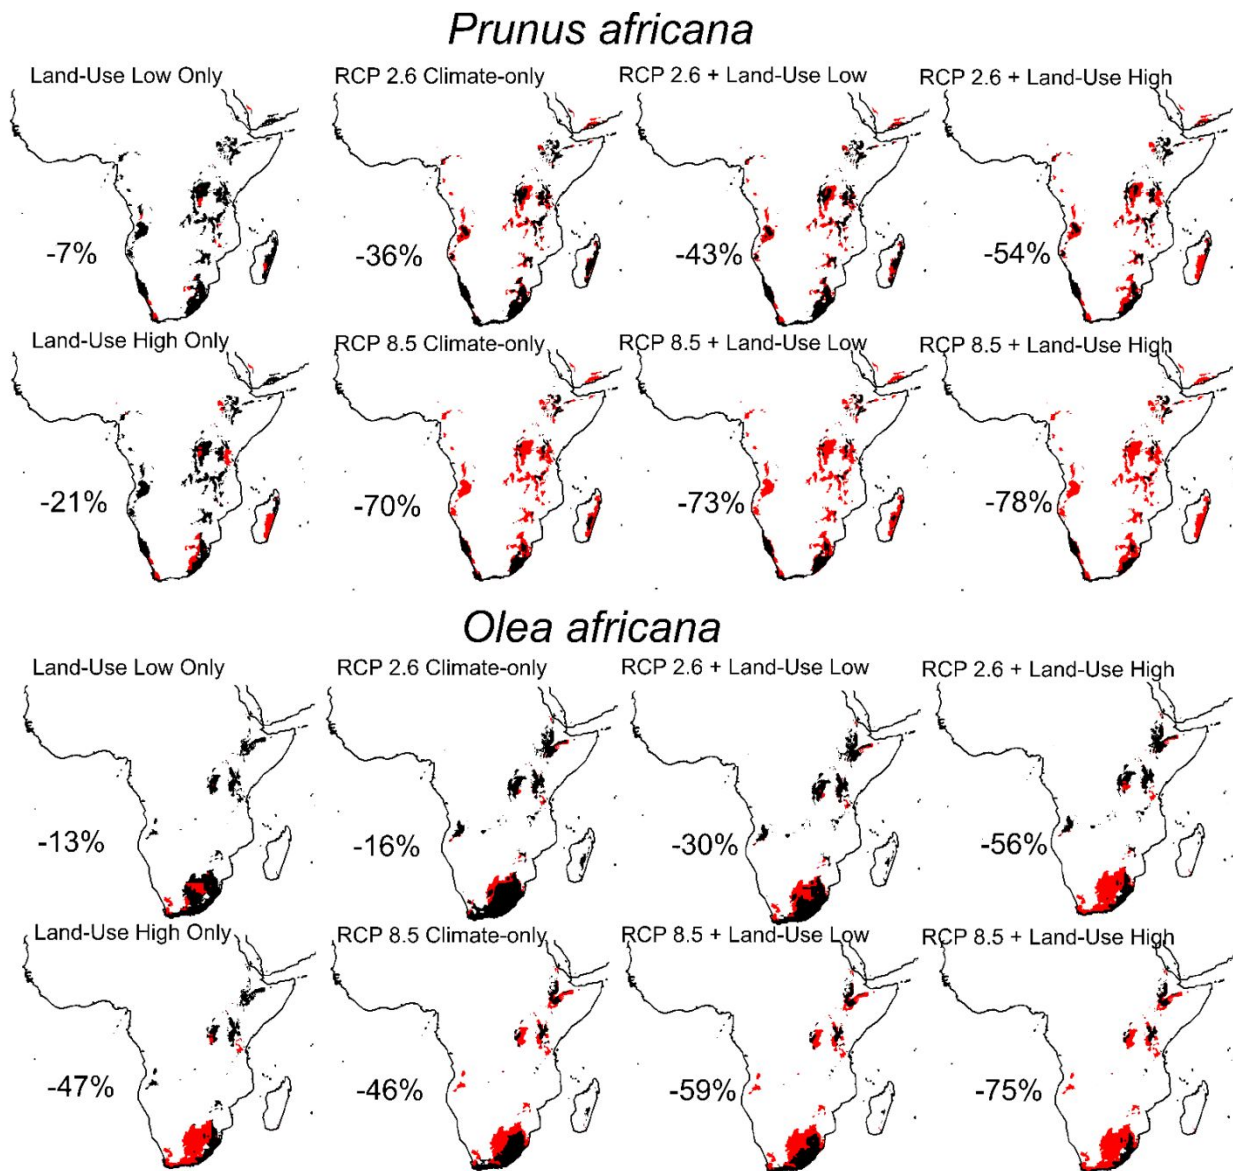 Prunus africana
Land-Use Low Only
RCP 2.6 Climate-only
RCP 2.6 + Land-Use Low
RCP 2.6 + Land-Use High
-7%
-36%
-43%
-54%
Land-Use High Only
RCP 8.5 Climate-only
RCP 8.5 + Land-Use Low
RCP 8.5 + Land-Use High
-21%
-70%
-73%
-78%
Olea africana
Land-Use Low Only
RCP 2.6 Climate-only
RCP 2.6 + Land-Use Low
RCP 2.6 + Land-Use High
-13%
-16%
-30%
-56%
Land-Use High Only
RCP 8.5 Climate-only
RCP 8.5 + Land-Use Low
RCP 8.5 + Land-Use High
-47%
-46%
-59%
-75%